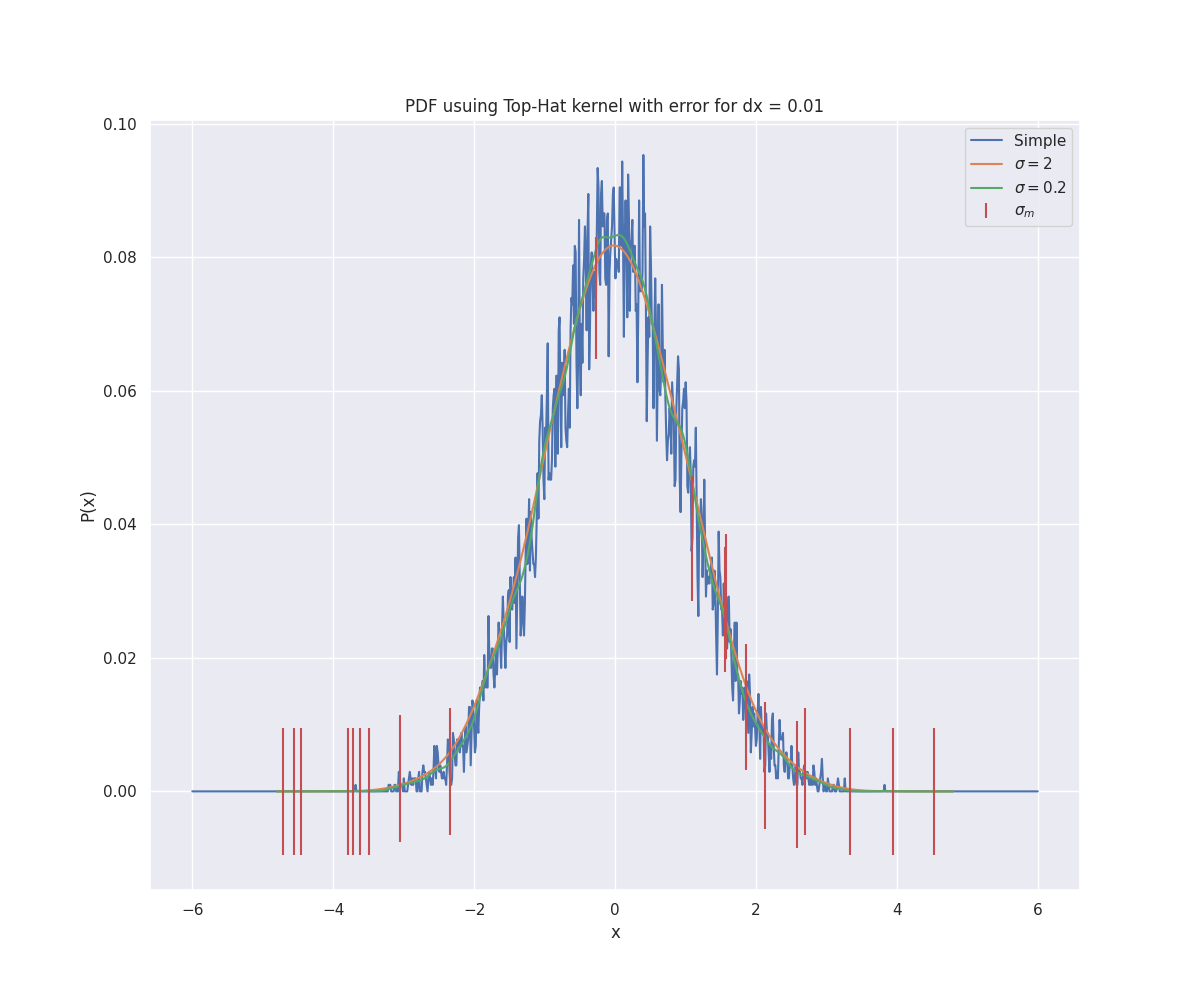 PDF usuing Top-Hat kernel with error for dx = 0.01
Simple
σ = 2
σ = 0.2
σm
P(x)
0.10
0.08
0.06
0.04
0.02
0.00
−6 −4 −2 0 2 4 6
x